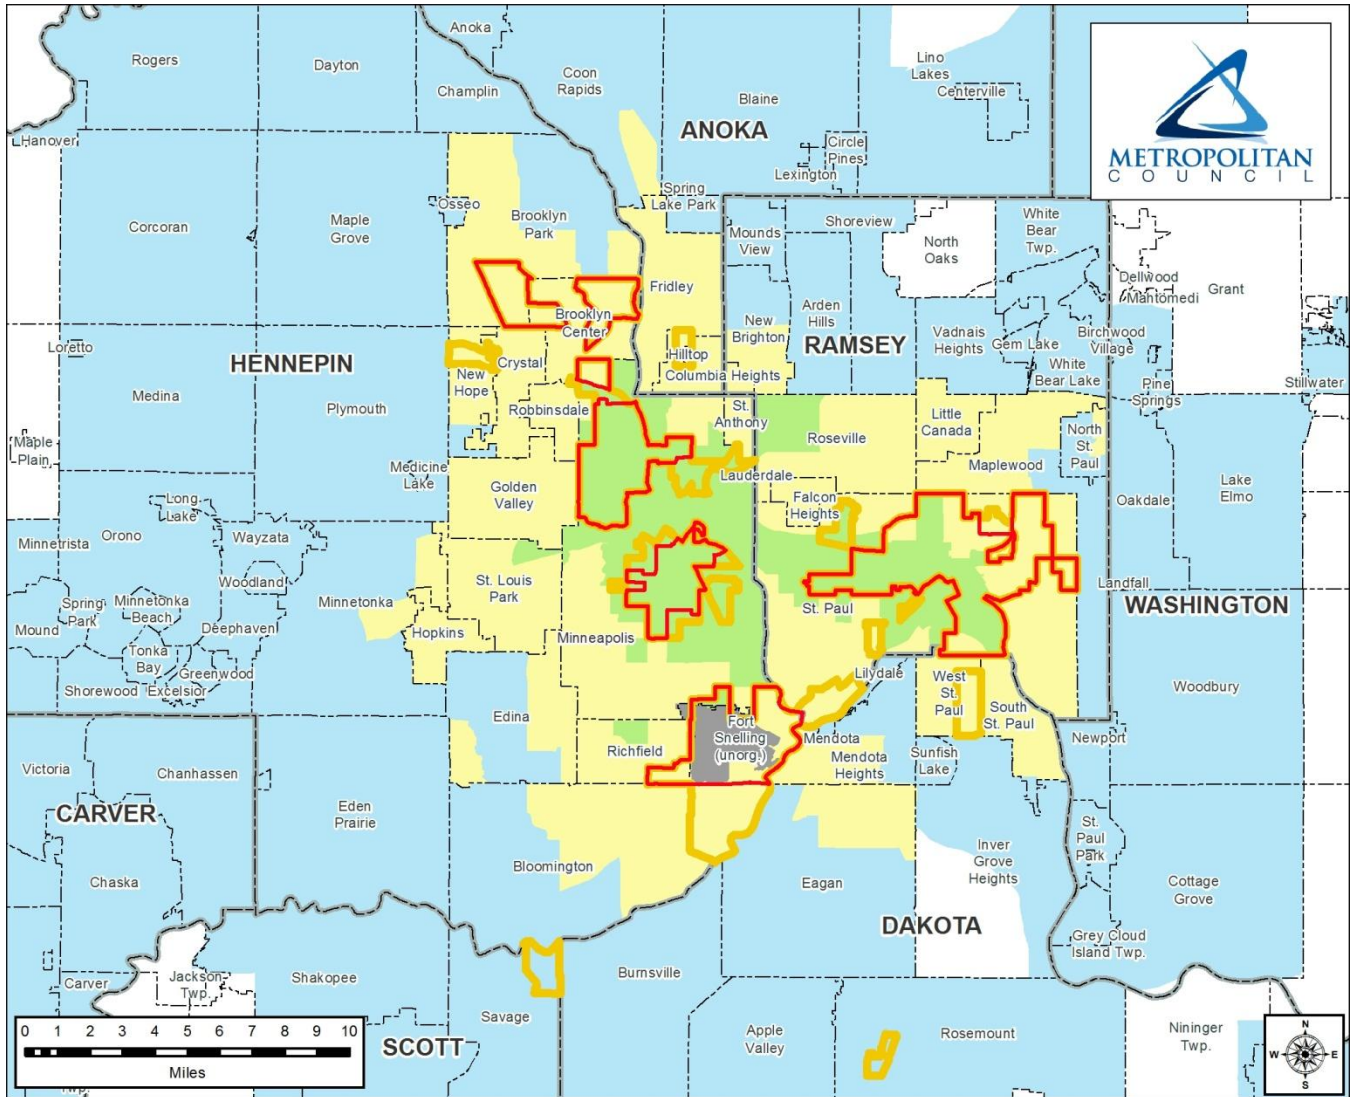 Anoka
Rogers
Dayton
Champlin
Coon
Rapids
Lino
Lakes
Centerville
Blaine
ANOKA
Hanover
Circle
Pines
Lexington
METROPOLITAN
COUNCIL
Spring
Lake Park
Osseo
Brooklyn
Park
Maple
Grove
Corcoran
Mounds
View
Shoreview
North
Oaks
White
Bear
Twp.
Dellwood
Mahtomedi
Grant
Fridley
Brooklyn
Center
Arden
Hills
New
Brighton
RAMSEY
Vadnais
Heights
Gem Lake
Birchwood
Village
White
Bear Lake
Loretto
HENNEPIN
Crystal
New
Hope
Hilltop
Columbia Heights
Pine
Springs
Stillwater
Medina
Plymouth
Robbinsdale
St.
Anthony
Roseville
Little
Canada
North
St.
Paul
Maple
Plain
Medicine
Lake
Golden
Valley
Lauderdale
Falcon
Heights
Maplewood
Oakdale
Lake
Elmo
Long
Lake
Minnetrista
Orono
Wayzata
Woodland
Minnetonka
St. Louis
Park
St. Paul
Landfall
WASHINGTON
Spring
Park
Minnetonka
Beach
Mound
Deephaven
Hopkins
Minneapolis
Tonka
Bay
Greenwood
Shorewood
Excelsior
Lilydale
West
St.
Paul
South
St. Paul
Woodbury
Edina
Richfield
Fort
Snelling
(unorg.)
Mendota
Mendota
Heights
Sunfish
Lake
Newport
Victoria
Chanhassen
CARVER
Eden
Prairie
St.
Paul
Park
Chaska
Bloomington
Eagan
Inver
Grove
Heights
Cottage
Grove
DAKOTA
Grey Cloud
Island Twp.
Carver
Jackson
Twp.
Shakopee
Burnsville
Savage
SCOTT
Apple
Valley
Rosemount
Nininger
Twp.
Twp.
0 1 2 3 4 5 6 7 8 9 10
Miles
N
W E
S